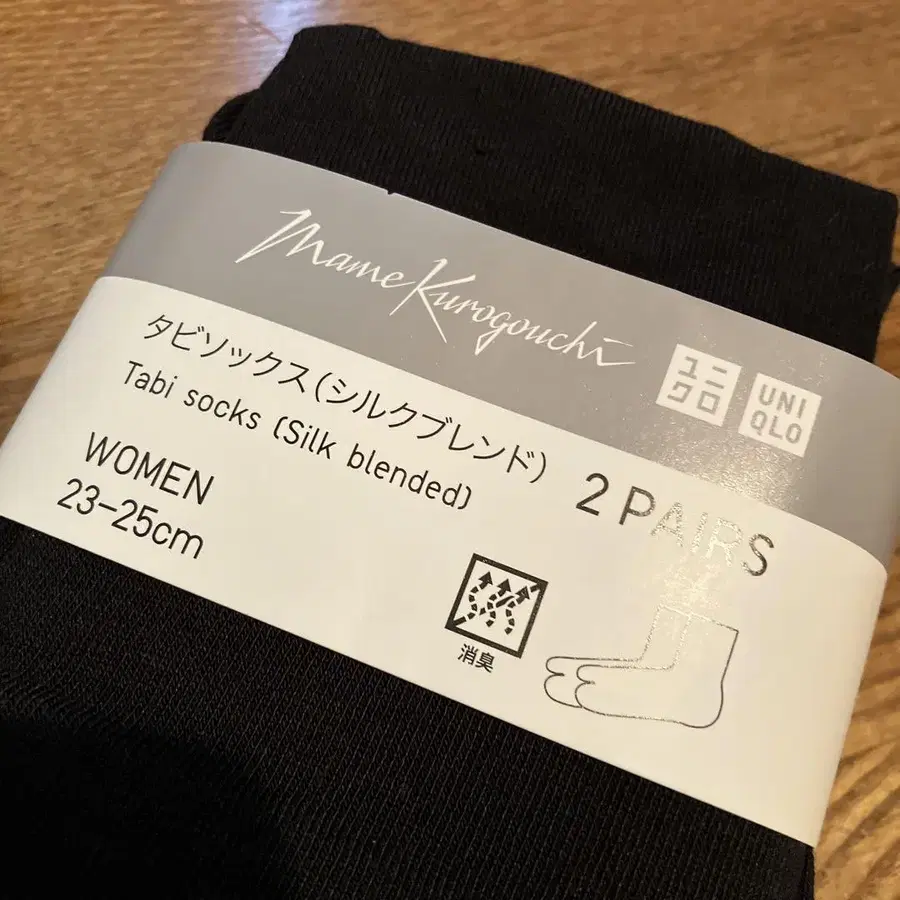 Mame Kurogouchi
ユニ
クロ
UNI
QLO
タビソックス(シルクブレンド)
Tabi socks (Silk blended)
2 PAIRS
WOMEN
23-25cm
消臭